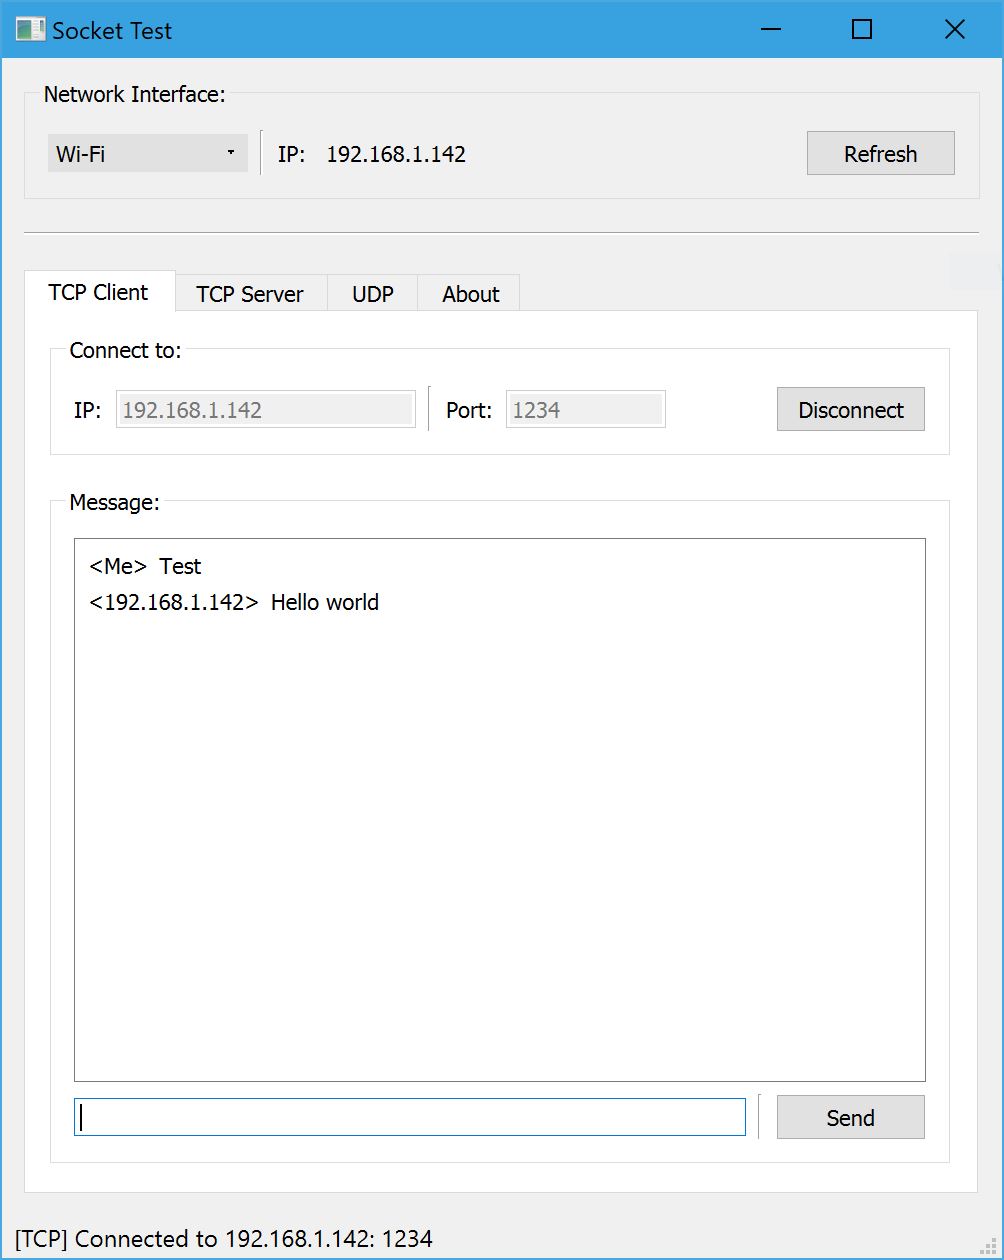 Socket Test
Network Interface:
Wi-Fi IP: 192.168.1.142 Refresh
TCP Client TCP Server UDP About
Connect to:
IP: 192.168.1.142 Port: 1234 Disconnect
Message:
<Me> Test
<192.168.1.142> Hello world
Send
[TCP] Connected to 192.168.1.142: 1234